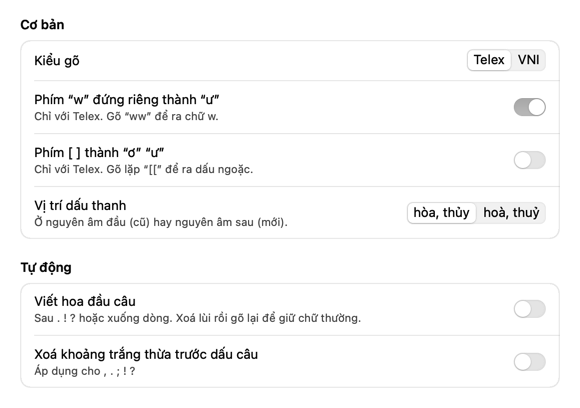 Cơ bản
Kiểu gõ
Telex VNI
Phím “w” đứng riêng thành “ư”
Chỉ với Telex. Gõ “ww” để ra chữ w.
Phím [ ] thành “ơ” “ư”
Chỉ với Telex. Gõ lặp “[[” để ra dấu ngoặc.
Vị trí dấu thanh
hòa, thủy hoà, thuỷ
Ở nguyên âm đầu (cũ) hay nguyên âm sau (mới).
Tự động
Viết hoa đầu câu
Sau . ! ? hoặc xuống dòng. Xoá lùi rồi gõ lại để giữ chữ thường.
Xoá khoảng trắng thừa trước dấu câu
Áp dụng cho , . ; ! ?